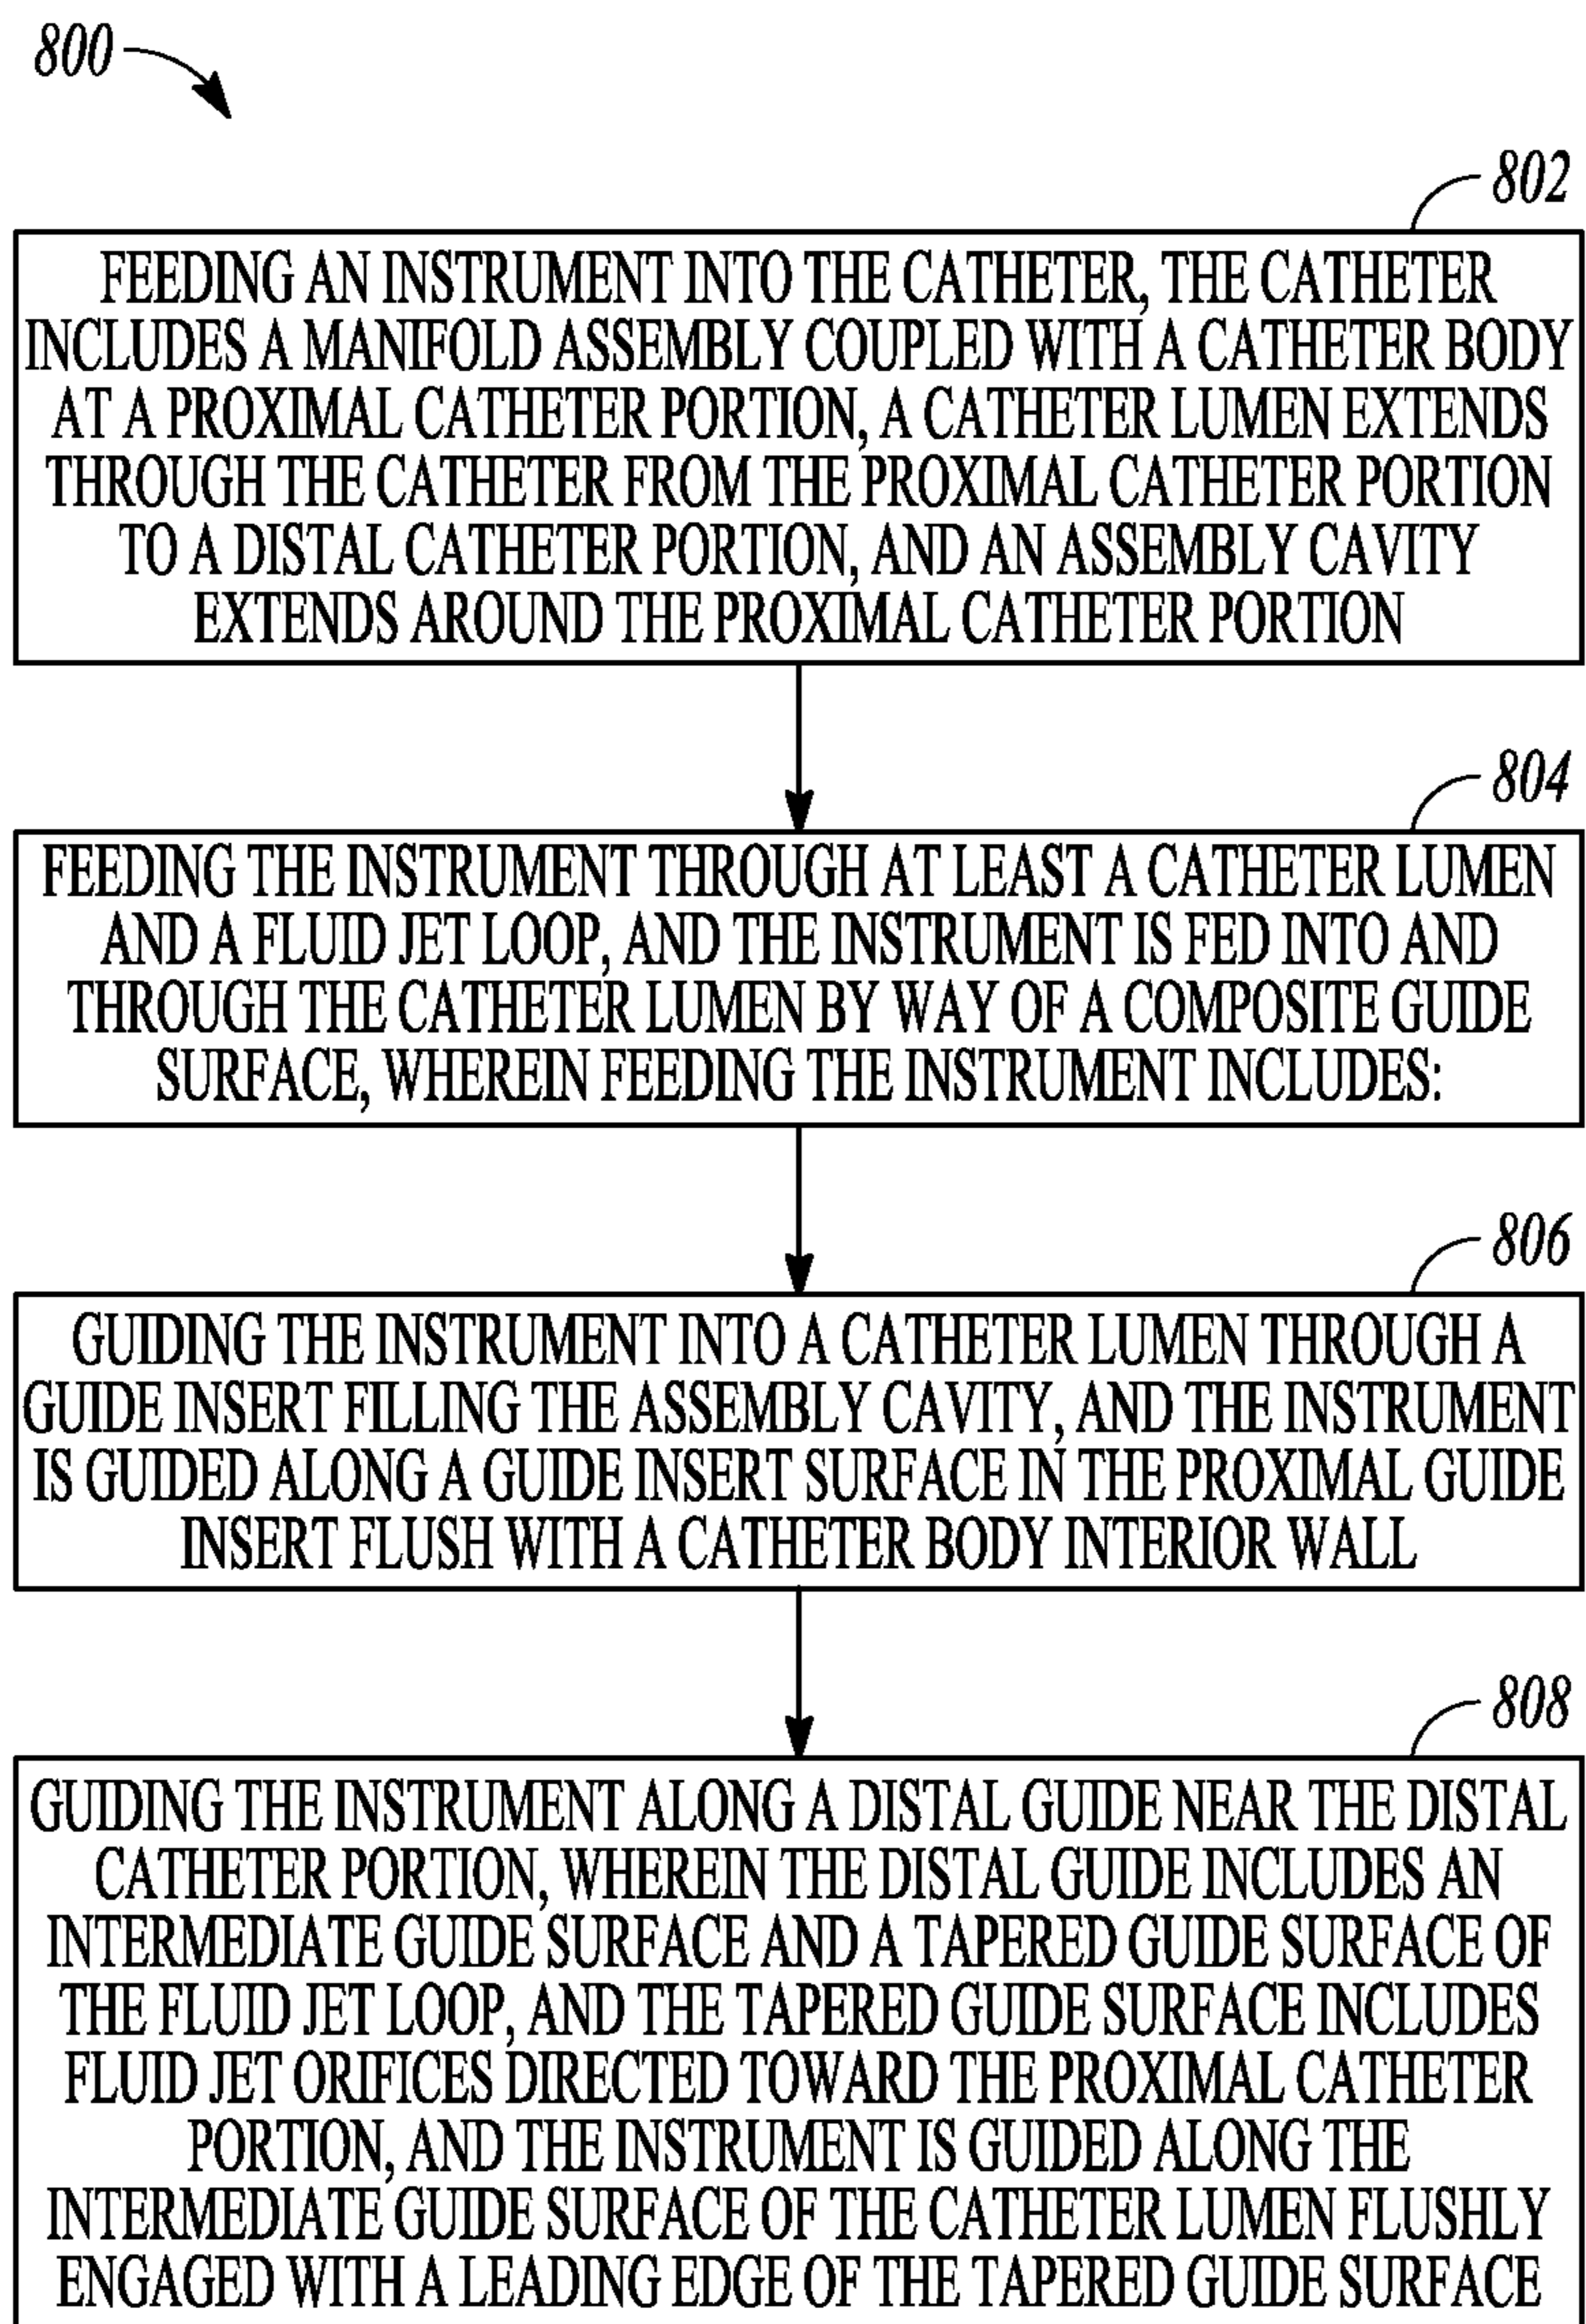 800
802
FEEDING AN INSTRUMENT INTO THE CATHETER, THE CATHETER
INCLUDES A MANIFOLD ASSEMBLY COUPLED WITH A CATHETER BODY
AT A PROXIMAL CATHETER PORTION, A CATHETER LUMEN EXTENDS
THROUGH THE CATHETER FROM THE PROXIMAL CATHETER PORTION
TO A DISTAL CATHETER PORTION, AND AN ASSEMBLY CAVITY
EXTENDS AROUND THE PROXIMAL CATHETER PORTION
804
FEEDING THE INSTRUMENT THROUGH AT LEAST A CATHETER LUMEN
AND A FLUID JET LOOP, AND THE INSTRUMENT IS FED INTO AND
THROUGH THE CATHETER LUMEN BY WAY OF A COMPOSITE GUIDE
SURFACE, WHEREIN FEEDING THE INSTRUMENT INCLUDES:
806
GUIDING THE INSTRUMENT INTO A CATHETER LUMEN THROUGH A
GUIDE INSERT FILLING THE ASSEMBLY CAVITY, AND THE INSTRUMENT
IS GUIDED ALONG A GUIDE INSERT SURFACE IN THE PROXIMAL GUIDE
INSERT FLUSH WITH A CATHETER BODY INTERIOR WALL
808
GUIDING THE INSTRUMENT ALONG A DISTAL GUIDE NEAR THE DISTAL
CATHETER PORTION, WHEREIN THE DISTAL GUIDE INCLUDES AN
INTERMEDIATE GUIDE SURFACE AND A TAPERED GUIDE SURFACE OF
THE FLUID JET LOOP, AND THE TAPERED GUIDE SURFACE INCLUDES
FLUID JET ORIFICES DIRECTED TOWARD THE PROXIMAL CATHETER
PORTION, AND THE INSTRUMENT IS GUIDED ALONG THE
INTERMEDIATE GUIDE SURFACE OF THE CATHETER LUMEN FLUSHLY
ENGAGED WITH A LEADING EDGE OF THE TAPERED GUIDE SURFACE